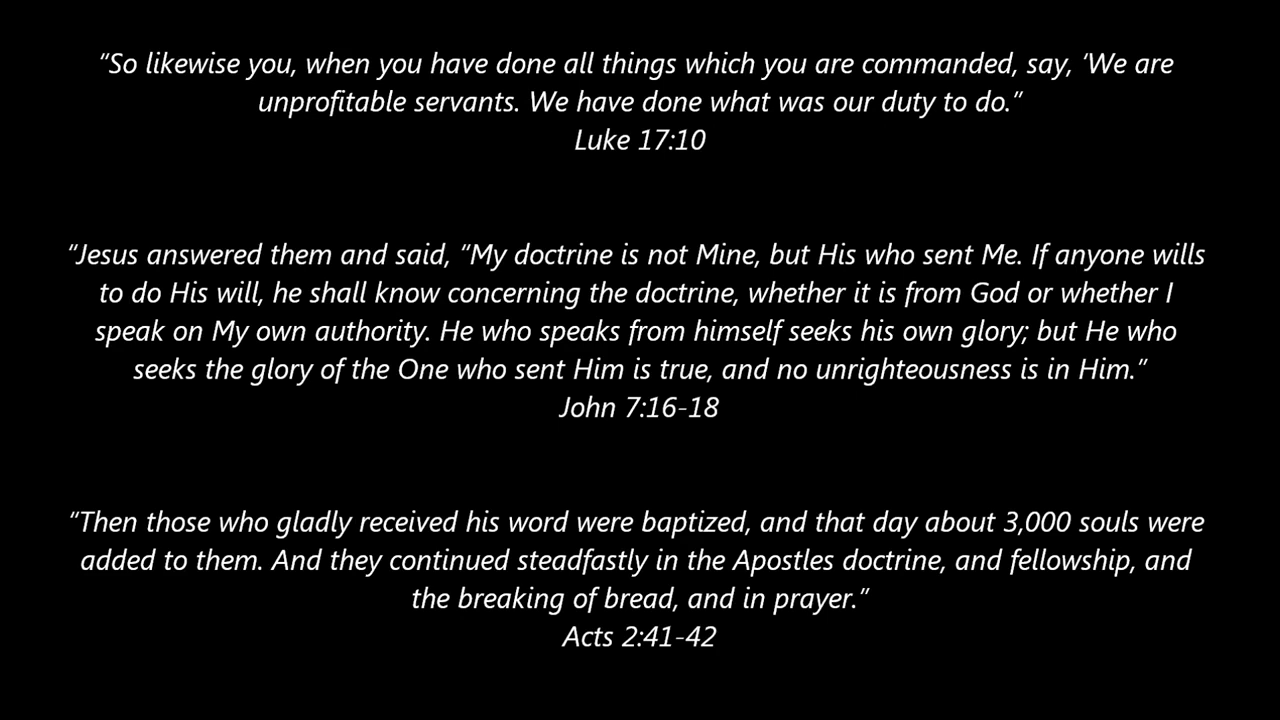 “So likewise you, when you have done all things which you are commanded, say, ‘We are
unprofitable servants. We have done what was our duty to do.”
Luke 17:10
“Jesus answered them and said, “My doctrine is not Mine, but His who sent Me. If anyone wills
to do His will, he shall know concerning the doctrine, whether it is from God or whether I
speak on My own authority. He who speaks from himself seeks his own glory; but He who
seeks the glory of the One who sent Him is true, and no unrighteousness is in Him.”
John 7:16-18
“Then those who gladly received his word were baptized, and that day about 3,000 souls were
added to them. And they continued steadfastly in the Apostles doctrine, and fellowship, and
the breaking of bread, and in prayer.”
Acts 2:41-42